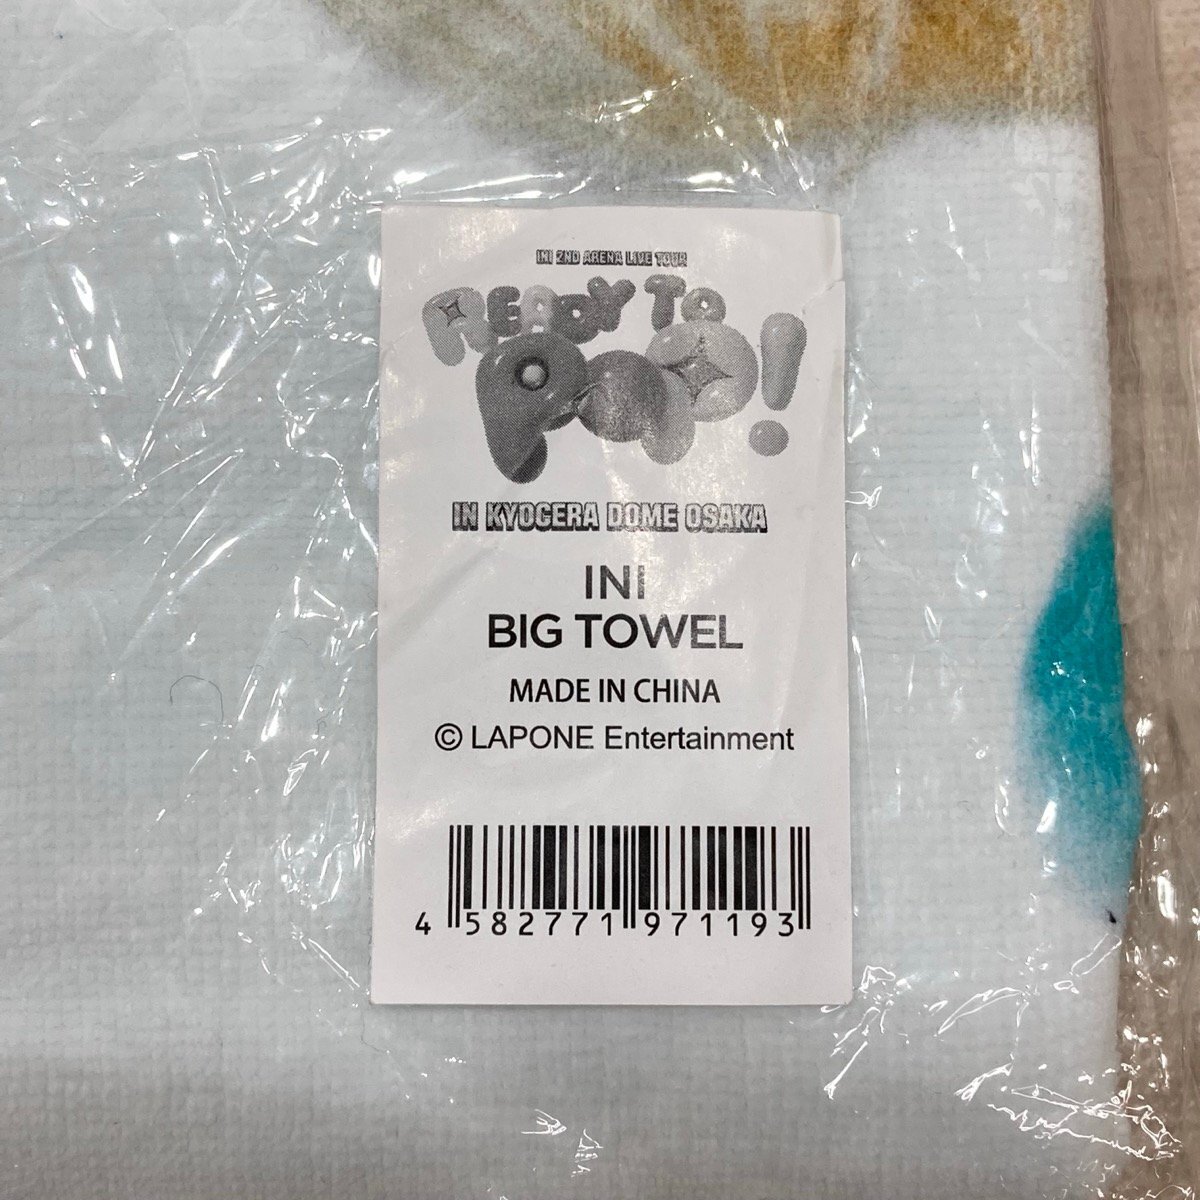 INI 2ND ARENA LIVE TOUR
READY TO
POP!
IN KYOCERA DOME OSAKA
INI
BIG TOWEL
MADE IN CHINA
© LAPONE Entertainment
4 582771 971193